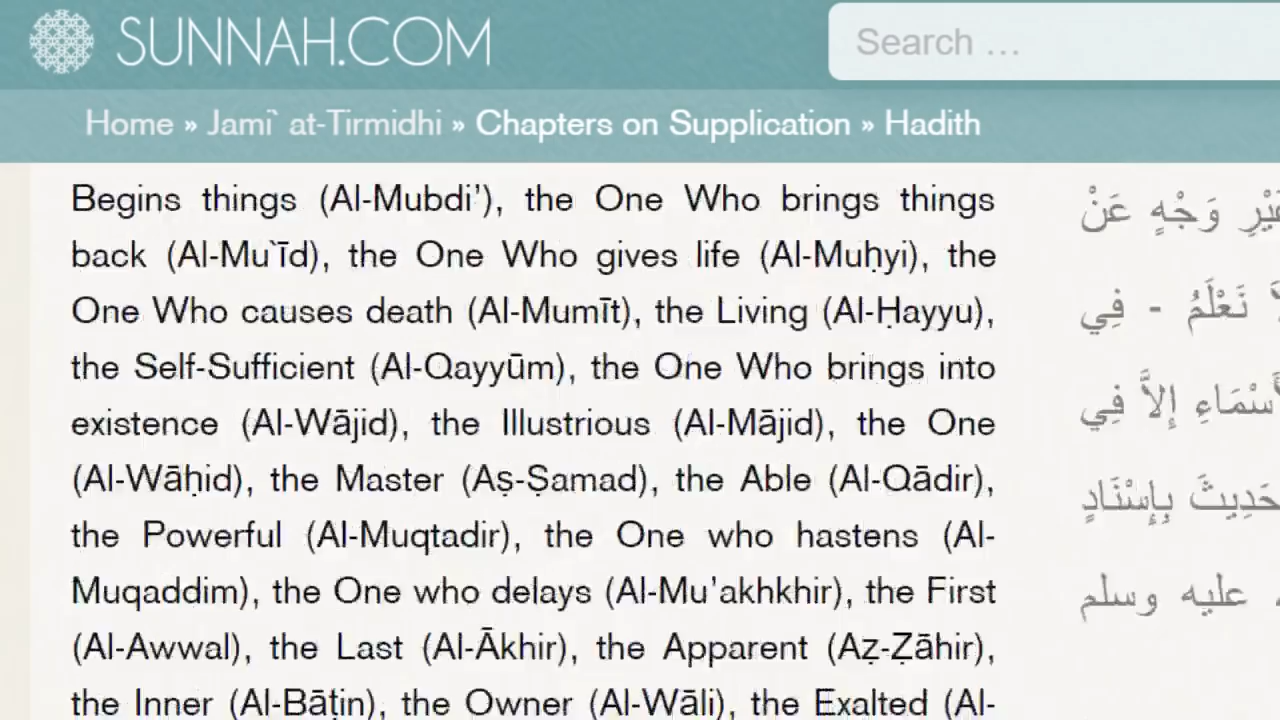 SUNNAH.COM
Search ...
Home » Jami` at-Tirmidhi » Chapters on Supplication » Hadith
Begins things (Al-Mubdi’), the One Who brings things
back (Al-Mu`īd), the One Who gives life (Al-Muḥyi), the
One Who causes death (Al-Mumīt), the Living (Al-Ḥayyu),
the Self-Sufficient (Al-Qayyūm), the One Who brings into
existence (Al-Wājid), the Illustrious (Al-Mājid), the One
(Al-Wāḥid), the Master (Aṣ-Ṣamad), the Able (Al-Qādir),
the Powerful (Al-Muqtadir), the One who hastens (Al-
Muqaddim), the One who delays (Al-Mu’akhkhir), the First
(Al-Awwal), the Last (Al-Ākhir), the Apparent (Aẓ-Ẓāhir),
the Inner (Al-Bāṭin), the Owner (Al-Wāli), the Exalted (Al-
وَجْهٍ عَنْ
نَعْلَمُ - فِي
إِلاَّ فِي
بِإِسْنَادٍ
عليه وسلم